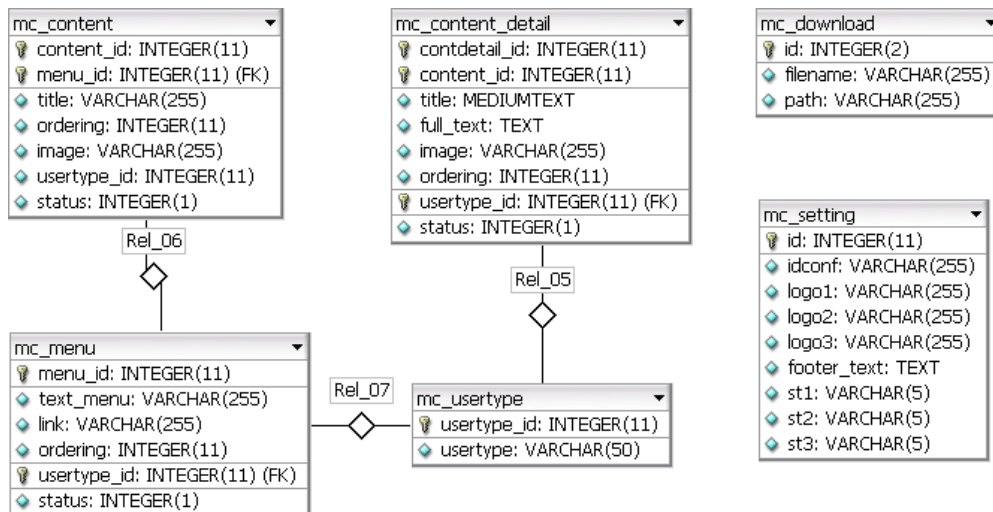 mc_content
content_id: INTEGER(11)
menu_id: INTEGER(11) (FK)
title: VARCHAR(255)
ordering: INTEGER(11)
image: VARCHAR(255)
usertype_id: INTEGER(11)
status: INTEGER(1)
Rel_06
mc_content_detail
contdetail_id: INTEGER(11)
content_id: INTEGER(11)
title: MEDIUMTEXT
full_text: TEXT
image: VARCHAR(255)
ordering: INTEGER(11)
usertype_id: INTEGER(11) (FK)
status: INTEGER(1)
Rel_05
mc_download
id: INTEGER(2)
filename: VARCHAR(255)
path: VARCHAR(255)
mc_setting
id: INTEGER(11)
idconf: VARCHAR(255)
logo1: VARCHAR(255)
logo2: VARCHAR(255)
logo3: VARCHAR(255)
footer_text: TEXT
st1: VARCHAR(5)
st2: VARCHAR(5)
st3: VARCHAR(5)
mc_menu
menu_id: INTEGER(11)
text_menu: VARCHAR(255)
link: VARCHAR(255)
ordering: INTEGER(11)
usertype_id: INTEGER(11) (FK)
status: INTEGER(1)
Rel_07
mc_usertype
usertype_id: INTEGER(11)
usertype: VARCHAR(50)